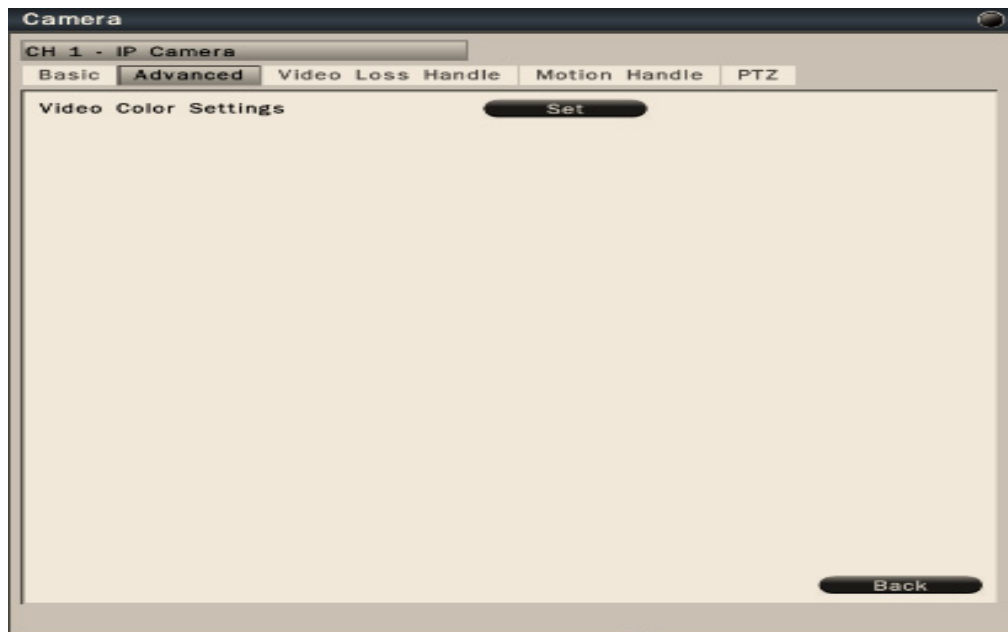 Camera
CH 1 - IP Camera
Basic Advanced Video Loss Handle Motion Handle PTZ
Video Color Settings Set
Back